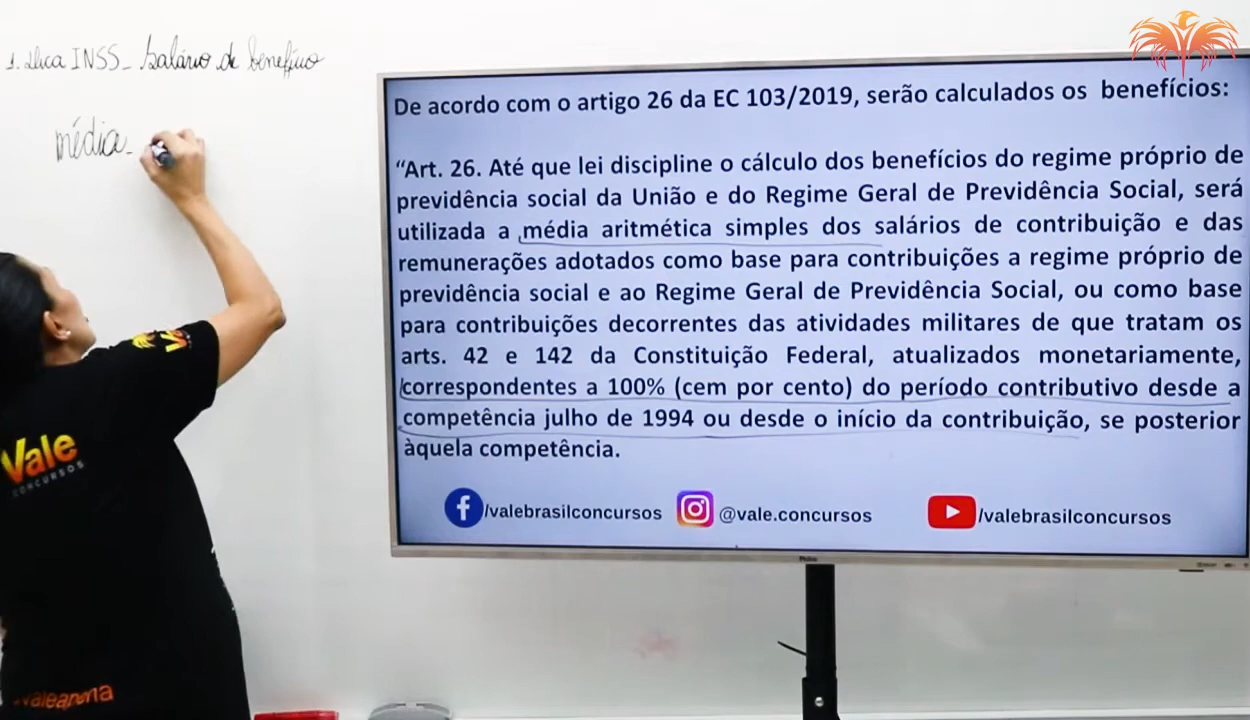 1. Dica INSS - Salário de benefício
média -
De acordo com o artigo 26 da EC 103/2019, serão calculados os benefícios:
“Art. 26. Até que lei discipline o cálculo dos benefícios do regime próprio de
previdência social da União e do Regime Geral de Previdência Social, será
utilizada a média aritmética simples dos salários de contribuição e das
remunerações adotados como base para contribuições a regime próprio de
previdência social e ao Regime Geral de Previdência Social, ou como base
para contribuições decorrentes das atividades militares de que tratam os
arts. 42 e 142 da Constituição Federal, atualizados monetariamente,
correspondentes a 100% (cem por cento) do período contributivo desde a
competência julho de 1994 ou desde o início da contribuição, se posterior
àquela competência.
/valebrasilconcursos @vale.concursos /valebrasilconcursos
Vale
CONCURSOS